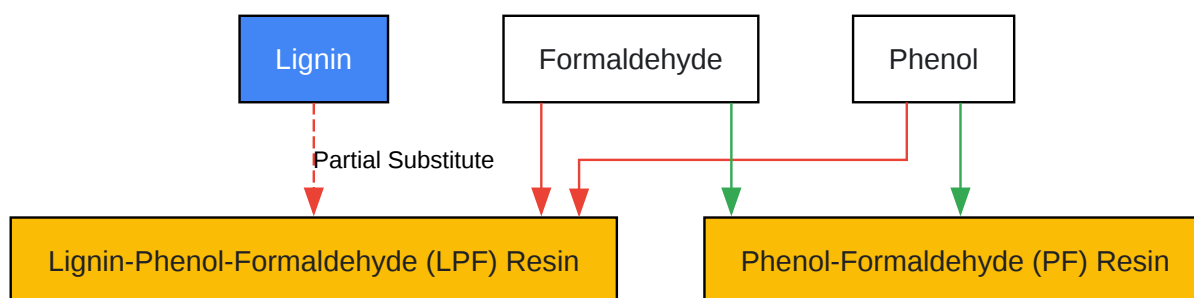 Lignin
Formaldehyde
Phenol
Partial Substitute
Lignin-Phenol-Formaldehyde (LPF) Resin
Phenol-Formaldehyde (PF) Resin